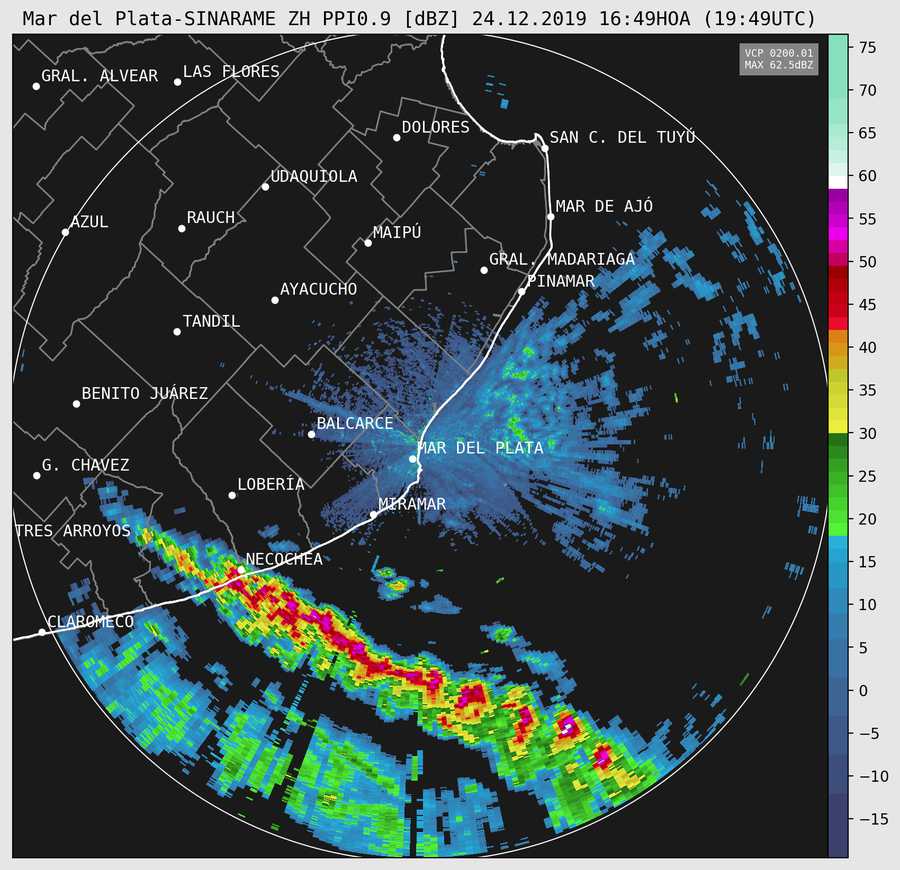 Mar del Plata-SINARAME ZH PPI0.9 [dBZ] 24.12.2019 16:49HOA (19:49UTC)
VCP 0200.01
MAX 62.5dBZ
GRAL. ALVEAR
LAS FLORES
DOLORES
SAN C. DEL TUYÚ
UDAQUIOLA
MAR DE AJÓ
AZUL
RAUCH
MAIPÚ
GRAL. MADARIAGA
PINAMAR
AYACUCHO
TANDIL
BENITO JUÁREZ
BALCARCE
MAR DEL PLATA
G. CHAVEZ
LOBERÍA
MIRAMAR
TRES ARROYOS
NECOCHEA
CLAROMECO
75
70
65
60
55
50
45
40
35
30
25
20
15
10
5
0
−5
−10
−15